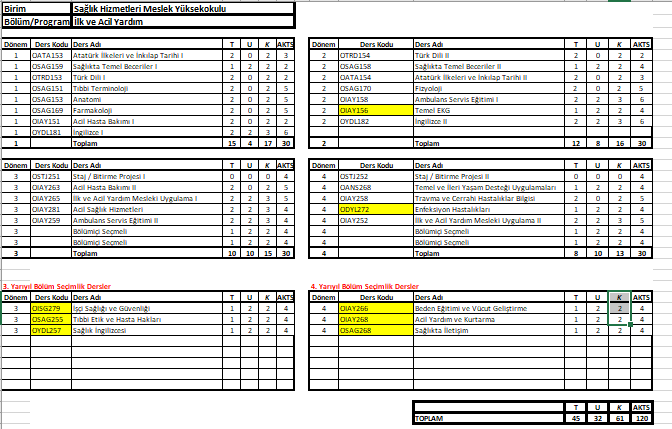 Birim Sağlık Hizmetleri Meslek Yüksekokulu
Bölüm/Program İlk ve Acil Yardım
Dönem Ders Kodu Ders Adı T U K AKTS
1 OATA153 Atatürk İlkeleri ve İnkılap Tarihi I 2 0 2 3
1 OSAG159 Sağlıkta Temel Beceriler I 1 2 2 2
1 OTRD153 Türk Dili I 2 0 2 2
1 OSAG151 Tıbbi Terminoloji 2 0 2 5
1 OSAG153 Anatomi 2 0 2 5
1 OSAG169 Farmakoloji 2 0 2 5
1 OIAY151 Acil Hasta Bakımı I 2 0 2 2
1 OYDL181 İngilizce I 2 2 3 6
1 Toplam 15 4 17 30
Dönem Ders Kodu Ders Adı T U K AKTS
2 OTRD154 Türk Dili II 2 0 2 2
2 OSAG158 Sağlıkta Temel Beceriler II 1 2 2 4
2 OATA154 Atatürk İlkeleri ve İnkılap Tarihi II 2 0 2 3
2 OSAG170 Fizyoloji 2 0 2 5
2 OIAY158 Ambulans Servis Eğitimi I 2 2 3 6
2 OIAY156 Temel EKG 1 2 2 4
2 OYDL182 İngilizce II 2 2 3 6
2 Toplam 12 8 16 30
Dönem Ders Kodu Ders Adı T U K AKTS
3 OSTJ251 Staj / Bitirme Projesi I 0 0 0 4
3 OIAY263 Acil Hasta Bakımı II 2 0 2 5
3 OIAY265 İlk ve Acil Yardım Mesleki Uygulama I 2 2 3 5
3 OIAY281 Acil Sağlık Hizmetleri 2 2 3 4
3 OIAY259 Ambulans Servis Eğitimi II 2 2 3 4
3 Bölümiçi Seçmeli 1 2 2 4
3 Bölümiçi Seçmeli 1 2 2 4
3 Toplam 10 10 15 30
Dönem Ders Kodu Ders Adı T U K AKTS
4 OSTJ252 Staj / Bitirme Projesi II 0 0 0 4
4 OANS268 Temel ve İleri Yaşam Desteği Uygulamaları 1 2 2 4
4 OIAY258 Travma ve Cerrahi Hastalıklar Bilgisi 2 0 2 5
4 ODYL272 Enfeksiyon Hastalıkları 1 2 2 4
4 OIAY252 İlk ve Acil Yardım Mesleki Uygulama II 2 2 3 5
4 Bölümiçi Seçmeli 1 2 2 4
4 Bölümiçi Seçmeli 1 2 2 4
4 Toplam 8 10 13 30
3. Yarıyıl Bölüm Seçimlik Dersler
Dönem Ders Kodu Ders Adı T U K AKTS
3 OISG279 İşçi Sağlığı ve Güvenliği 1 2 2 4
3 OSAG255 Tıbbi Etik ve Hasta Hakları 1 2 2 4
3 OYDL257 Sağlık İngilizcesi 1 2 2 4
4. Yarıyıl Bölüm Seçimlik Dersler
Dönem Ders Kodu Ders Adı T U K AKTS
4 OIAY266 Beden Eğitimi ve Vücut Geliştirme 1 2 2 4
4 OIAY268 Acil Yardım ve Kurtarma 1 2 2 4
4 OSAG268 Sağlıkta İletişim 1 2 2 4
T U K AKTS
TOPLAM 45 32 61 120